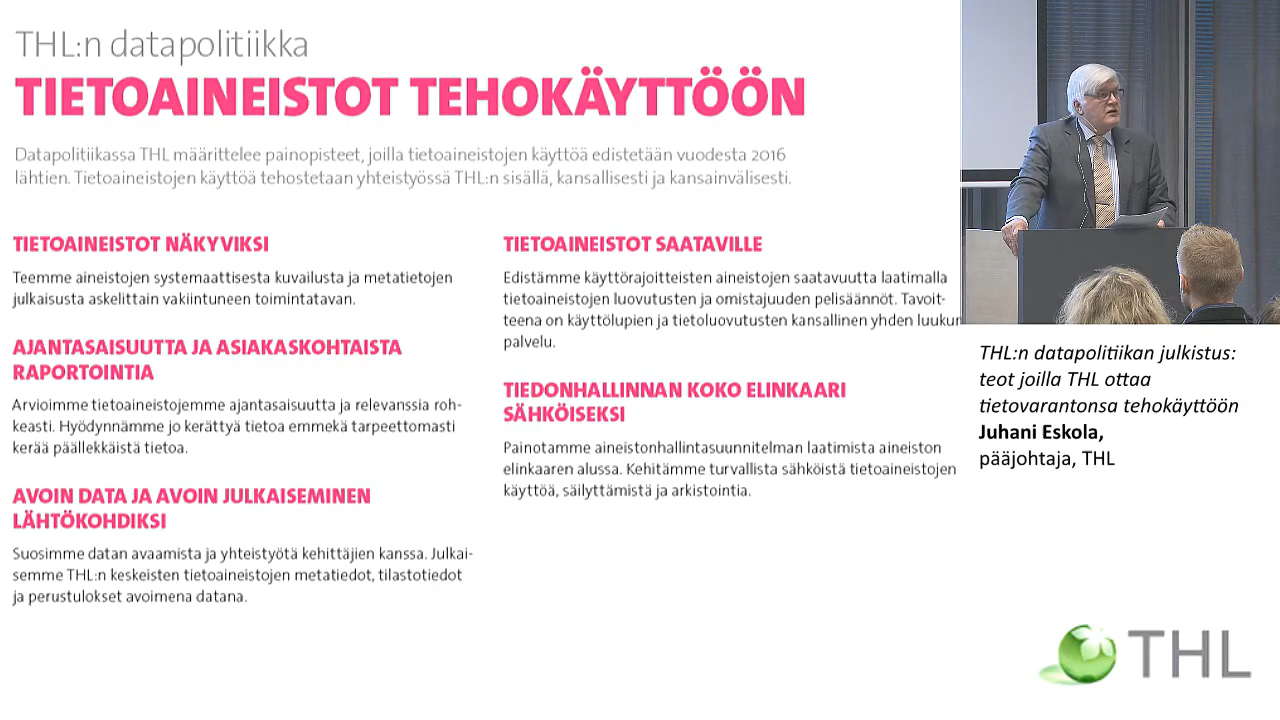 THL:n datapolitiikka
TIETOAINEISTOT TEHOKÄYTTÖÖN
Datapolitiikassa THL määrittelee painopisteet, joilla tietoaineistojen käyttöä edistetään vuodesta 2016
lähtien. Tietoaineistojen käyttöä tehostetaan yhteistyössä THL:n sisällä, kansallisesti ja kansainvälisesti.
TIETOAINEISTOT NÄKYVIKSI
Teemme aineistojen systemaattisesta kuvailusta ja metatietojen
julkaisusta askelittain vakiintuneen toimintatavan.
AJANTASAISUUTTA JA ASIAKASKOHTAISTA
RAPORTOINTIA
Arvioimme tietoaineistojemme ajantasaisuutta ja relevanssia roh-
keasti. Hyödynnämme jo kerättyä tietoa emmekä tarpeettomasti
kerää päällekkäistä tietoa.
AVOIN DATA JA AVOIN JULKAISEMINEN
LÄHTÖKOHDIKSI
Suosimme datan avaamista ja yhteistyötä kehittäjien kanssa. Julkai-
semme THL:n keskeisten tietoaineistojen metatiedot, tilastotiedot
ja perustulokset avoimena datana.
TIETOAINEISTOT SAATAVILLE
Edistämme käyttörajoitteisten aineistojen saatavuutta laatimalla
tietoaineistojen luovutusten ja omistajuuden pelisäännöt. Tavoit-
teena on käyttölupien ja tietoluovutusten kansallinen yhden luukun
palvelu.
TIEDONHALLINNAN KOKO ELINKAARI
SÄHKÖISEKSI
Painotamme aineistonhallintasuunnitelman laatimista aineiston
elinkaaren alussa. Kehitämme turvallista sähköistä tietoaineistojen
käyttöä, säilyttämistä ja arkistointia.
THL:n datapolitiikan julkistus:
teot joilla THL ottaa
tietovarantonsa tehokäyttöön
Juhani Eskola,
pääjohtaja, THL
THL